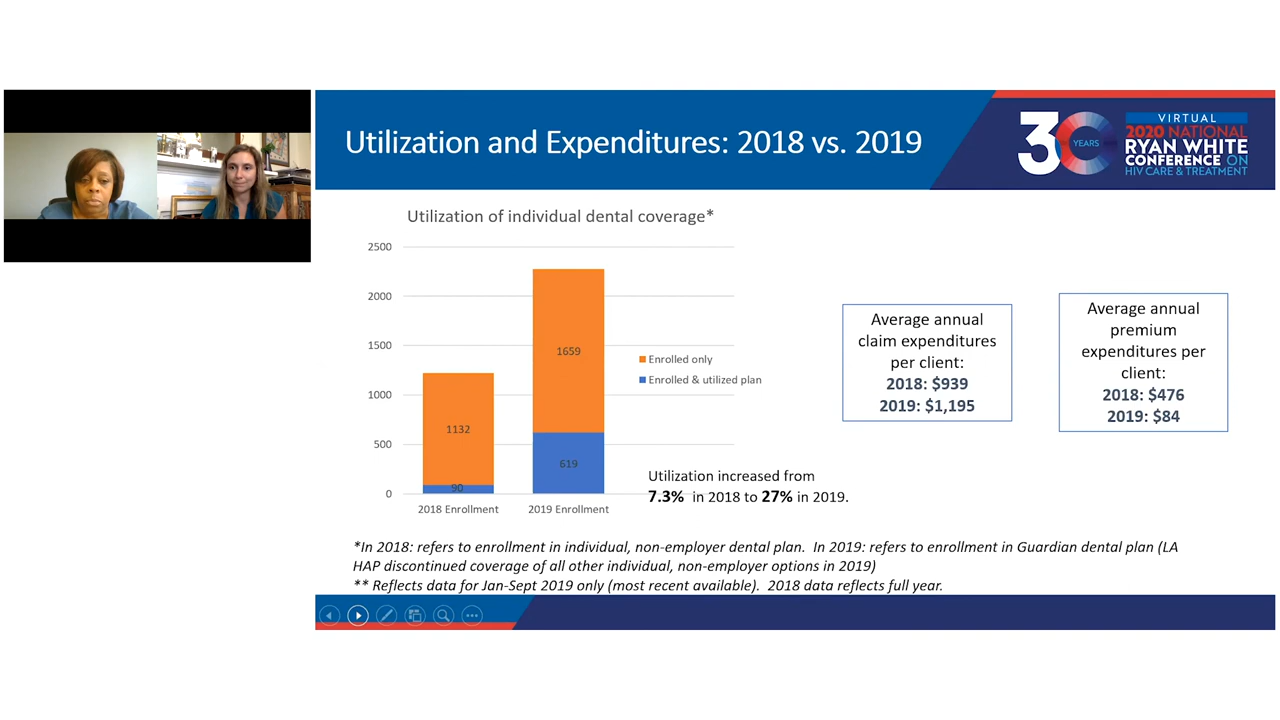 Utilization and Expenditures: 2018 vs. 2019
30
YEARS
VIRTUAL
2020 NATIONAL
RYAN WHITE
CONFERENCE ON
HIV CARE & TREATMENT
Utilization of individual dental coverage*
2500
2000
1500
1000
500
0
1132
90
1659
619
2018 Enrollment
2019 Enrollment
Enrolled only
Enrolled & utilized plan
Utilization increased from
7.3% in 2018 to 27% in 2019.
Average annual
claim expenditures
per client:
2018: $939
2019: $1,195
Average annual
premium
expenditures per
client:
2018: $476
2019: $84
*In 2018: refers to enrollment in individual, non-employer dental plan. In 2019: refers to enrollment in Guardian dental plan (LA
HAP discontinued coverage of all other individual, non-employer options in 2019)
** Reflects data for Jan-Sept 2019 only (most recent available). 2018 data reflects full year.